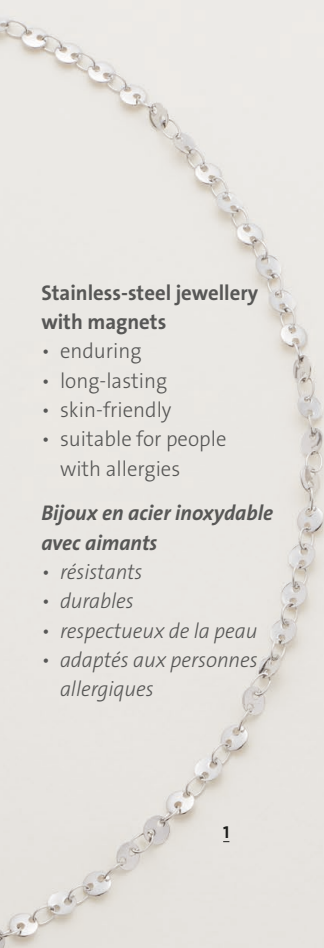 Stainless-steel jewellery
with magnets
• enduring
• long-lasting
• skin-friendly
• suitable for people
with allergies
Bijoux en acier inoxydable
avec aimants
• résistants
• durables
• respectueux de la peau
• adaptés aux personnes
allergiques
1